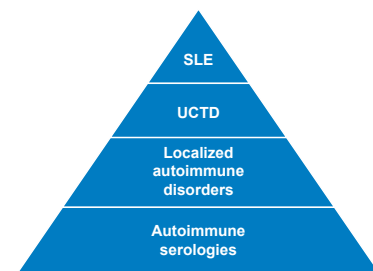 SLE
UCTD
Localized
autoimmune
disorders
Autoimmune
serologies